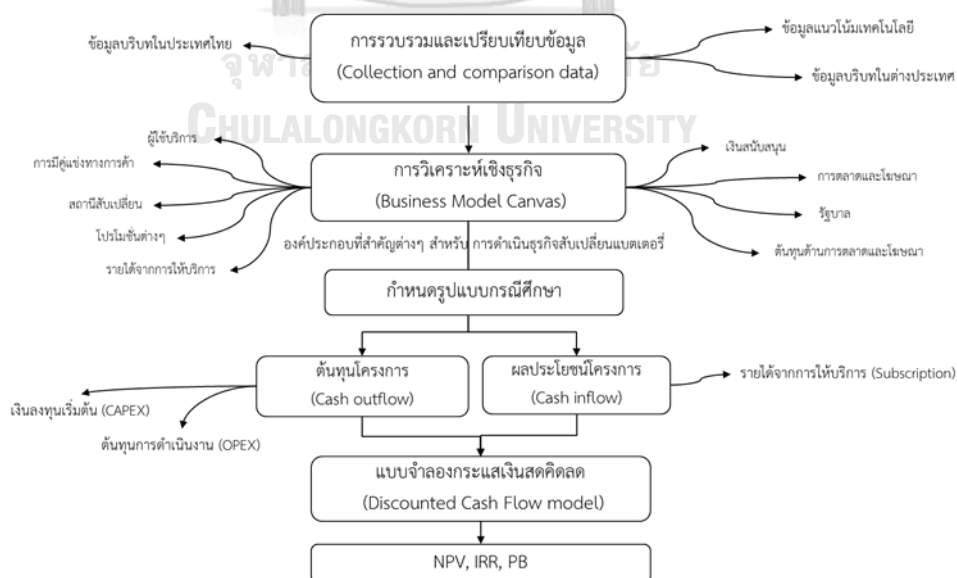 การรวบรวมและเปรียบเทียบข้อมูล
(Collection and comparison data)
ข้อมูลบริบทในประเทศไทย
ข้อมูลแนวโน้มเทคโนโลยี
ข้อมูลบริบทในต่างประเทศ
CHULALONGKORN UNIVERSITY
การวิเคราะห์เชิงธุรกิจ
(Business Model Canvas)
ผู้ใช้บริการ
การมีคู่แข่งทางการค้า
สถานีสับเปลี่ยน
โปรโมชั่นต่างๆ
รายได้จากการให้บริการ
เงินสนับสนุน
การตลาดและโฆษณา
รัฐบาล
ต้นทุนด้านการตลาดและโฆษณา
องค์ประกอบที่สำคัญต่างๆ สำหรับ การดำเนินธุรกิจสับเปลี่ยนแบตเตอรี่
กำหนดรูปแบบกรณีศึกษา
ต้นทุนโครงการ
(Cash outflow)
ผลประโยชน์โครงการ
(Cash inflow)
เงินลงทุนเริ่มต้น (CAPEX)
ต้นทุนการดำเนินงาน (OPEX)
รายได้จากการให้บริการ (Subscription)
แบบจำลองกระแสเงินสดคิดลด
(Discounted Cash Flow model)
NPV, IRR, PB